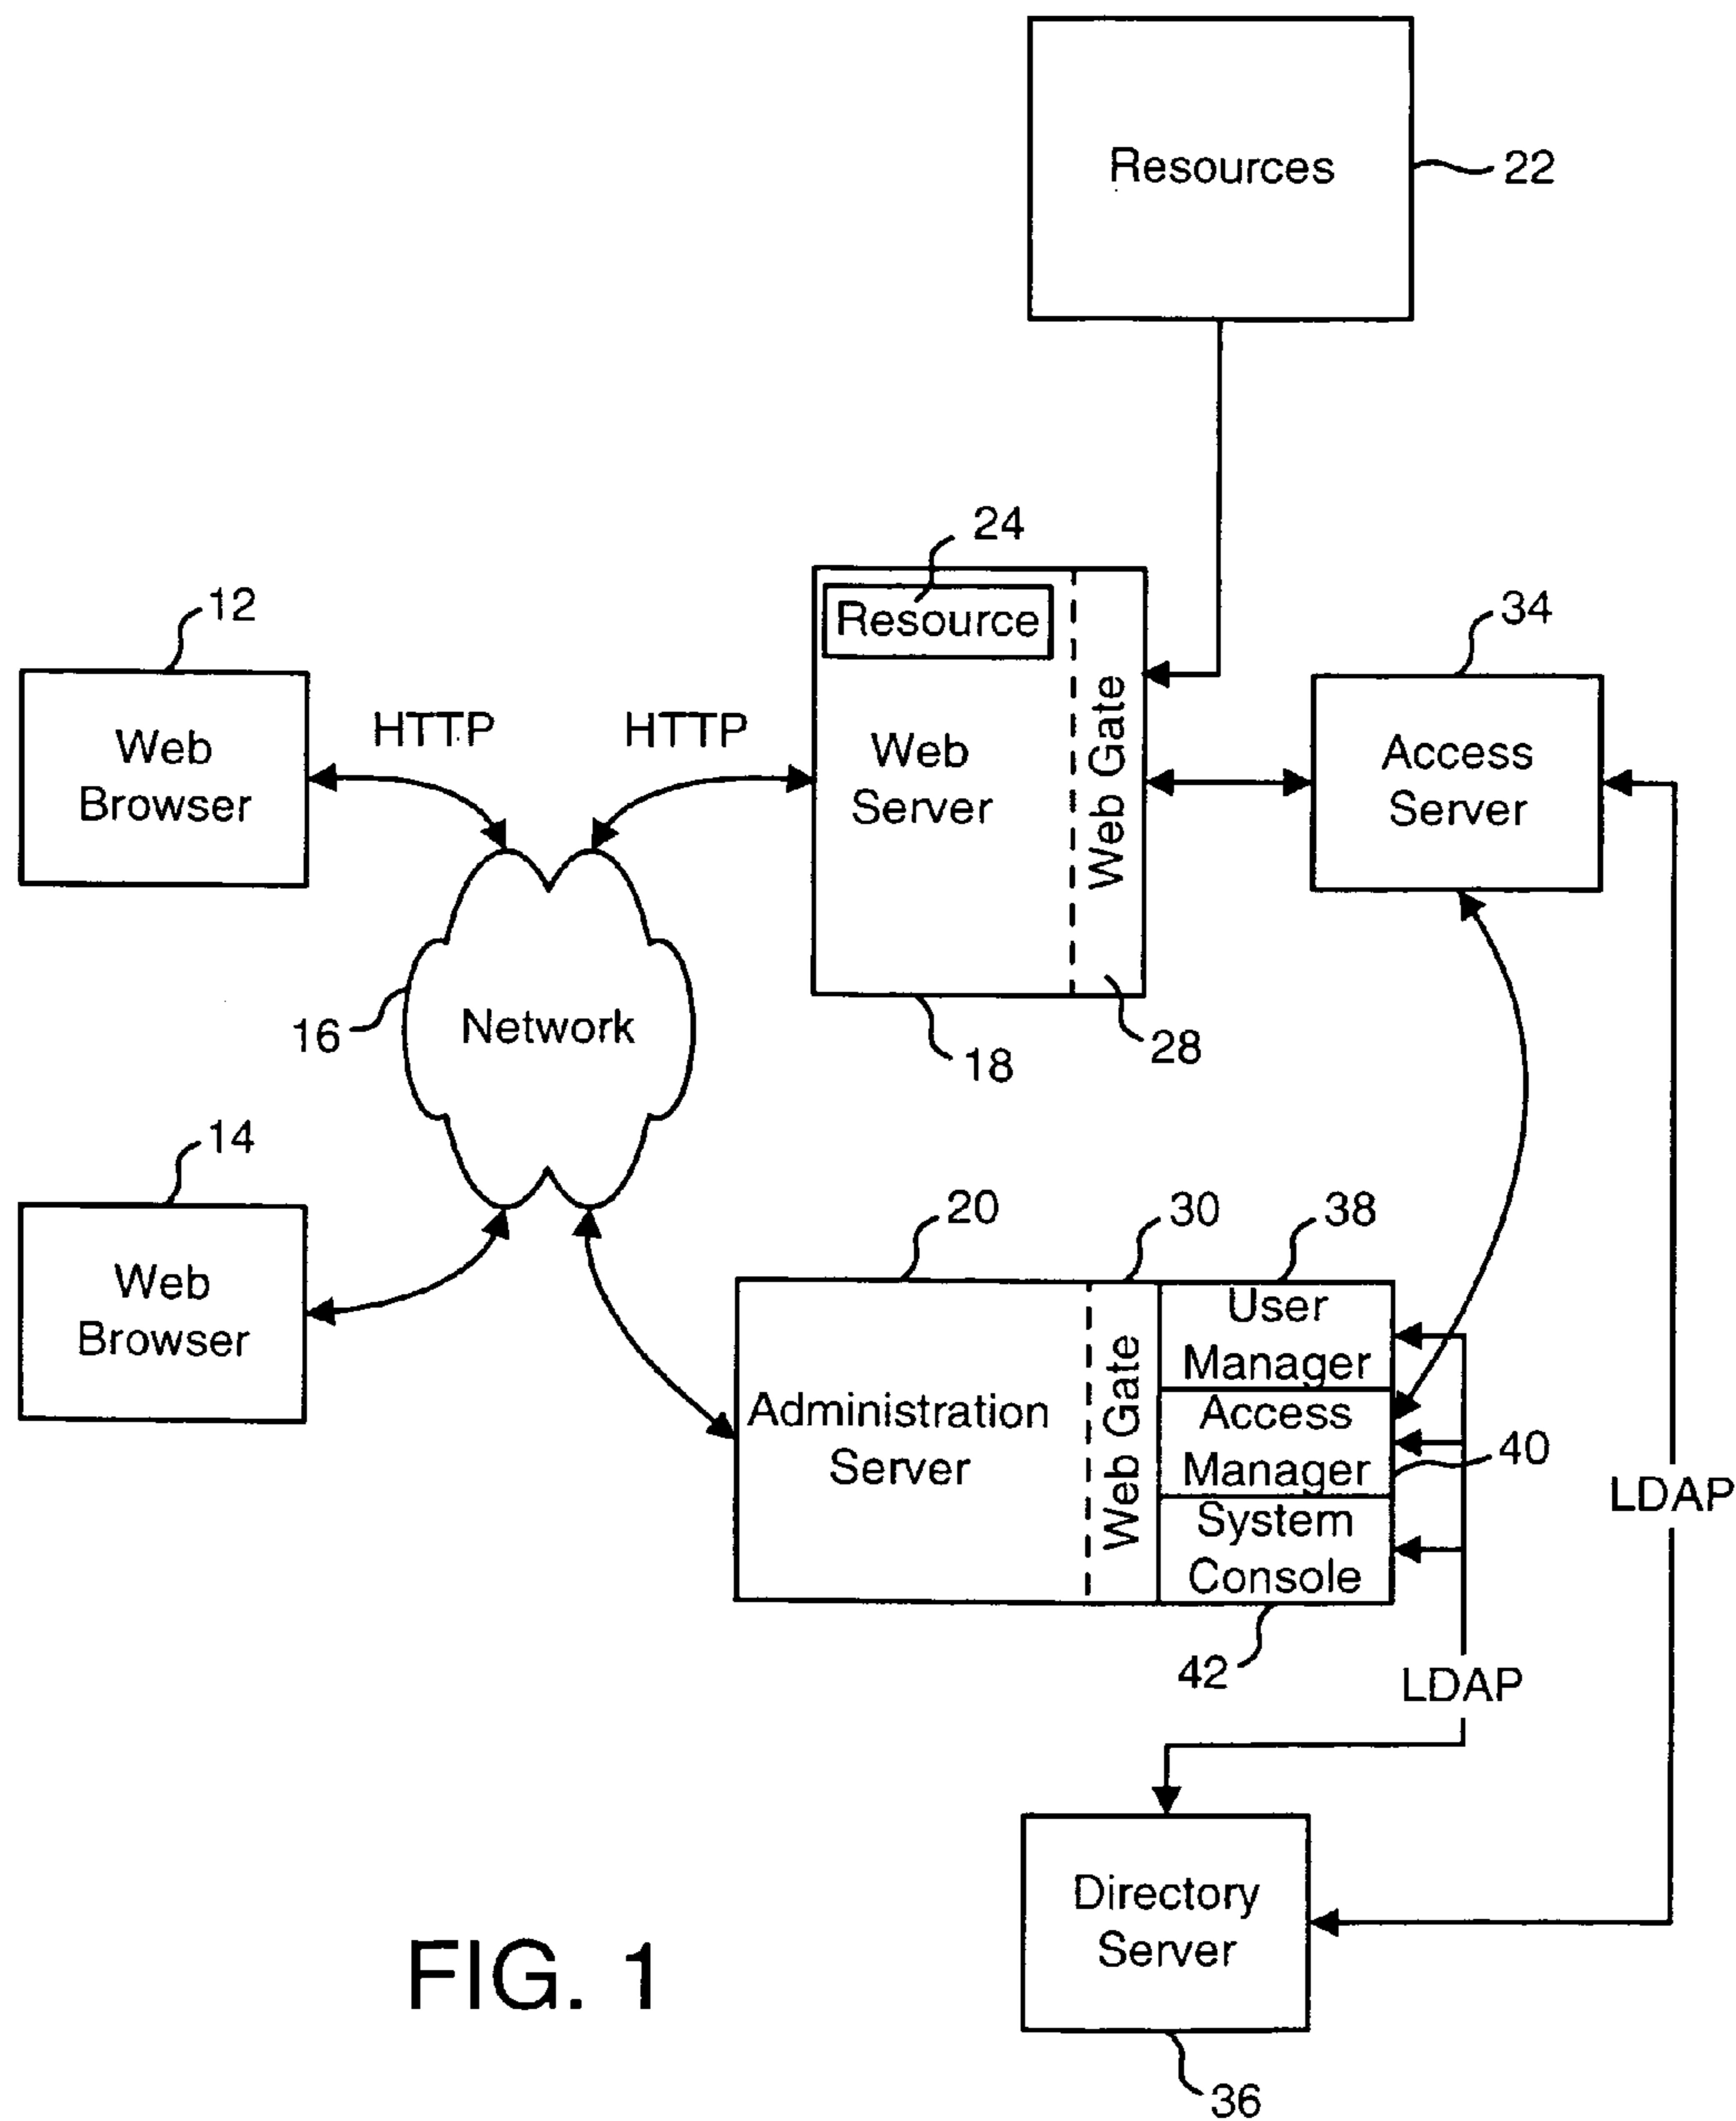 Resources
22
24
Resource
12
34
Web
Browser
HTTP
HTTP
Web
Server
Web Gate
Access
Server
16
Network
18
28
14
Web
Browser
20
30
38
Administration
Server
Web Gate
User
Manager
Access
Manager
40
System
Console
LDAP
42
LDAP
Directory
Server
FIG. 1
36